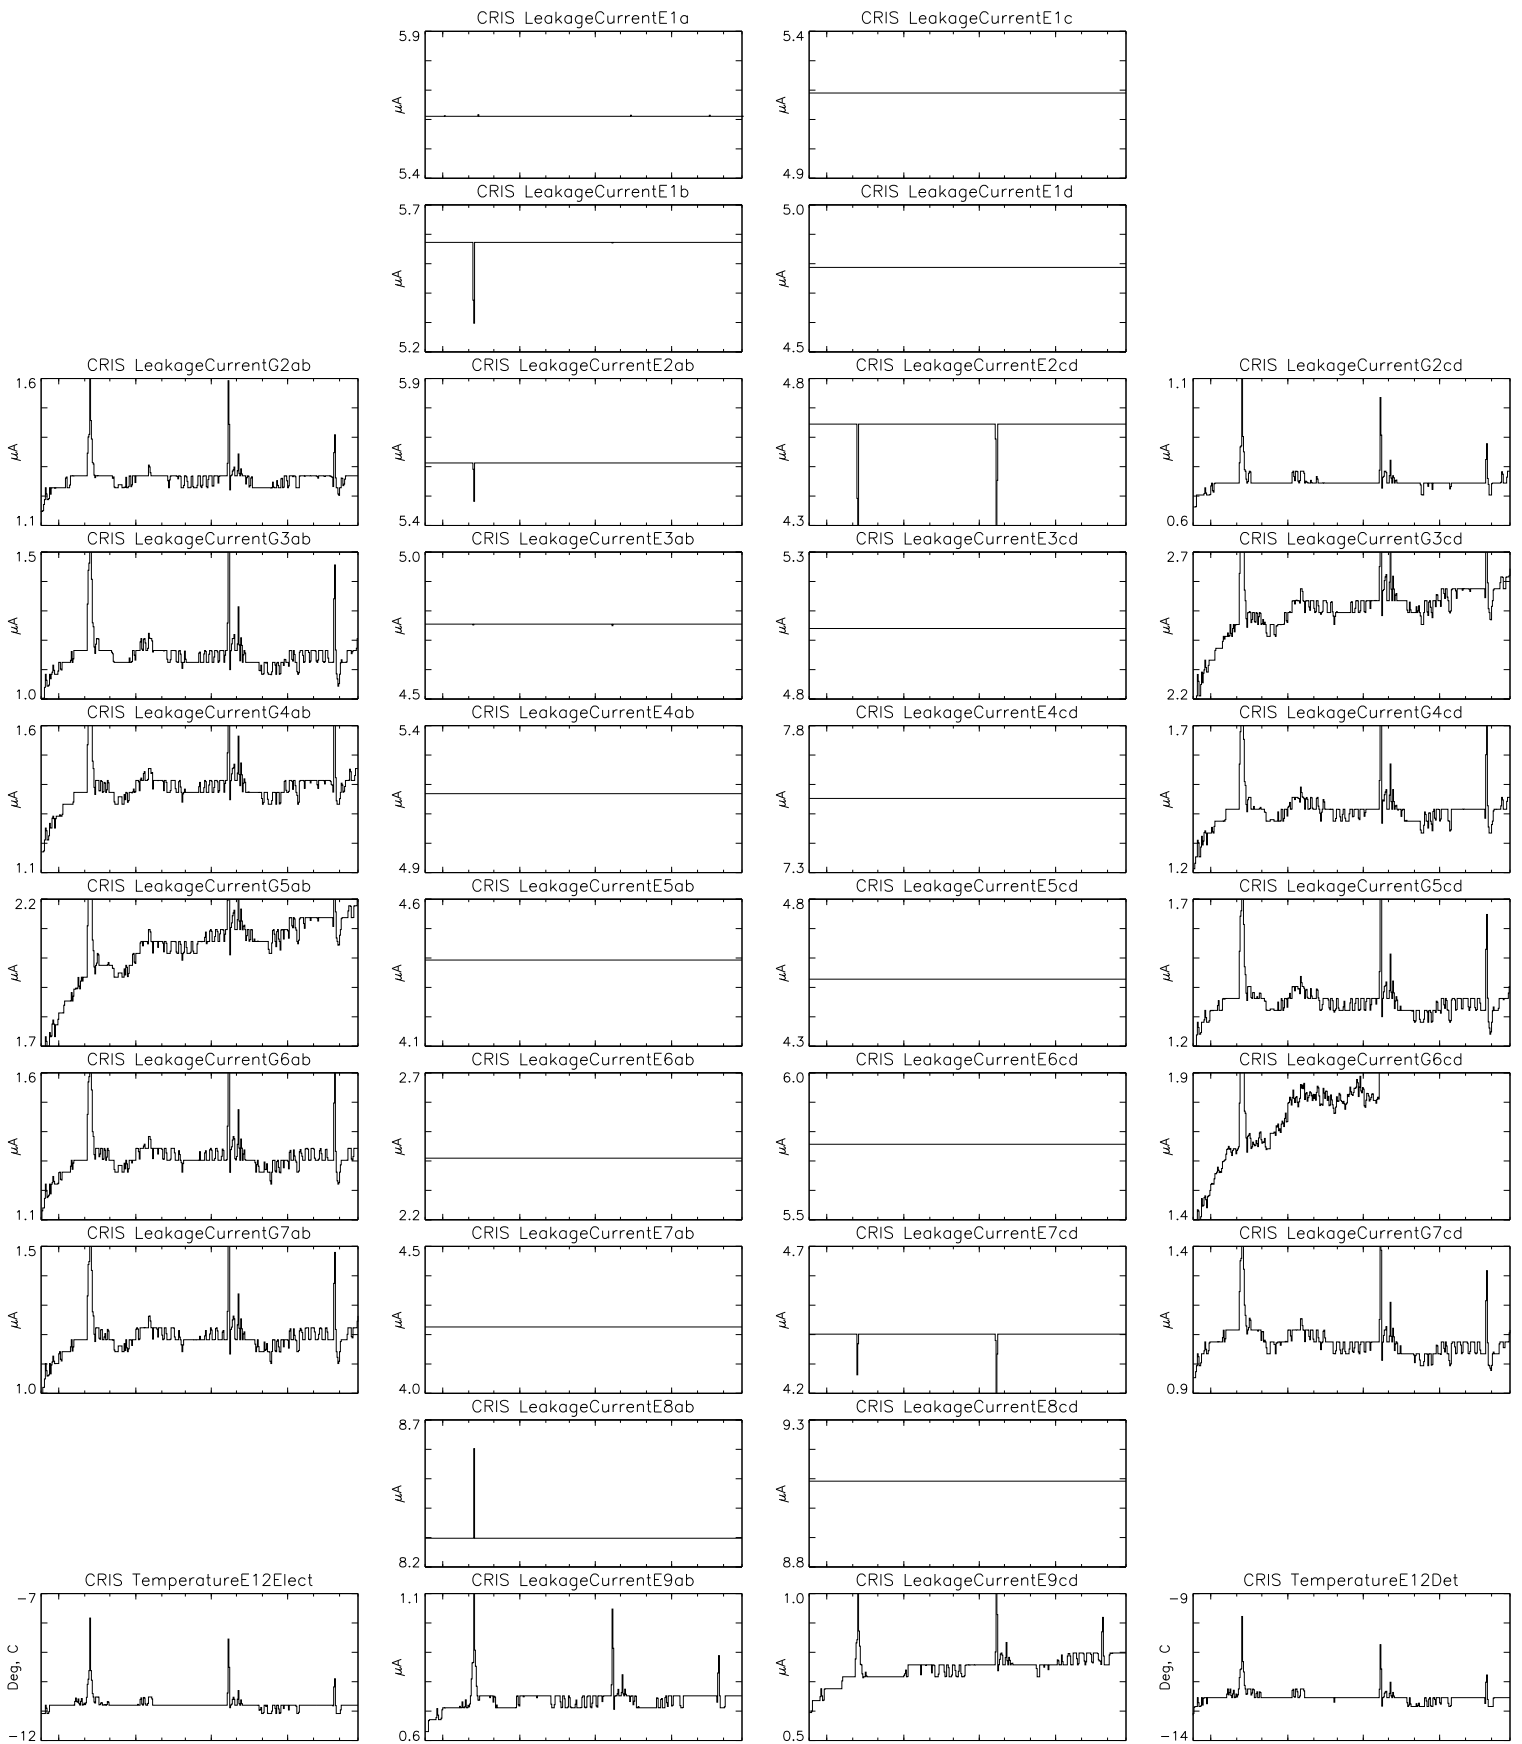 CRIS LeakageCurrentE1a CRIS LeakageCurrentE1c
5.9 5.4
μA μA
5.4 4.9
CRIS LeakageCurrentE1b CRIS LeakageCurrentE1d
5.7 5.0
μA μA
5.2 4.5
CRIS LeakageCurrentG2ab CRIS LeakageCurrentE2ab CRIS LeakageCurrentE2cd CRIS LeakageCurrentG2cd
1.6 5.9 4.8 1.1
μA μA μA μA
1.1 5.4 4.3 0.6
CRIS LeakageCurrentG3ab CRIS LeakageCurrentE3ab CRIS LeakageCurrentE3cd CRIS LeakageCurrentG3cd
1.5 5.0 5.3 2.7
μA μA μA μA
1.0 4.5 4.8 2.2
CRIS LeakageCurrentG4ab CRIS LeakageCurrentE4ab CRIS LeakageCurrentE4cd CRIS LeakageCurrentG4cd
1.6 5.4 7.8 1.7
μA μA μA μA
1.1 4.9 7.3 1.2
CRIS LeakageCurrentG5ab CRIS LeakageCurrentE5ab CRIS LeakageCurrentE5cd CRIS LeakageCurrentG5cd
2.2 4.6 4.8 1.7
μA μA μA μA
1.7 4.1 4.3 1.2
CRIS LeakageCurrentG6ab CRIS LeakageCurrentE6ab CRIS LeakageCurrentE6cd CRIS LeakageCurrentG6cd
1.6 2.7 6.0 1.9
μA μA μA μA
1.1 2.2 5.5 1.4
CRIS LeakageCurrentG7ab CRIS LeakageCurrentE7ab CRIS LeakageCurrentE7cd CRIS LeakageCurrentG7cd
1.5 4.5 4.7 1.4
μA μA μA μA
1.0 4.0 4.2 0.9
CRIS LeakageCurrentE8ab CRIS LeakageCurrentE8cd
8.7 9.3
μA μA
8.2 8.8
CRIS TemperatureE12Elect CRIS LeakageCurrentE9ab CRIS LeakageCurrentE9cd CRIS TemperatureE12Det
-7 1.1 1.0 -9
Deg, C μA μA Deg, C
-12 0.6 0.5 -14